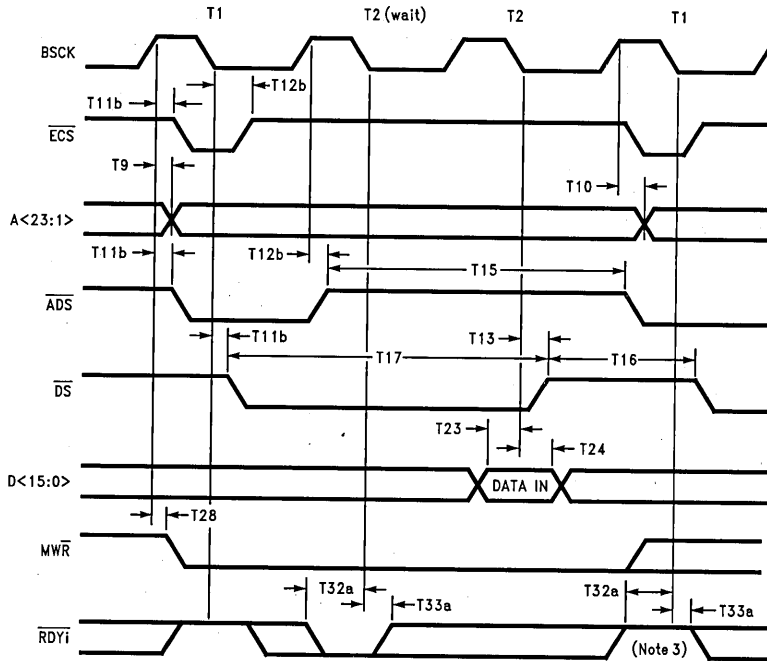 T1 T2 (wait) T2 T1
BSCK
T11b T12b
ECS
T9 T10
A<23:1>
T11b T12b T15
ADS
T11b T13
T17 T16
DS
T23 T24
D<15:0> DATA IN
T28
MWR
T32a T33a T32a T33a
RDYi (Note 3)